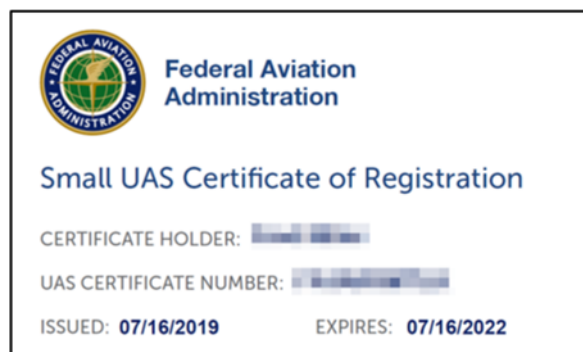 FEDERAL AVIATION
ADMINISTRATION
Federal Aviation
Administration
Small UAS Certificate of Registration
CERTIFICATE HOLDER:
UAS CERTIFICATE NUMBER:
ISSUED: 07/16/2019 EXPIRES: 07/16/2022